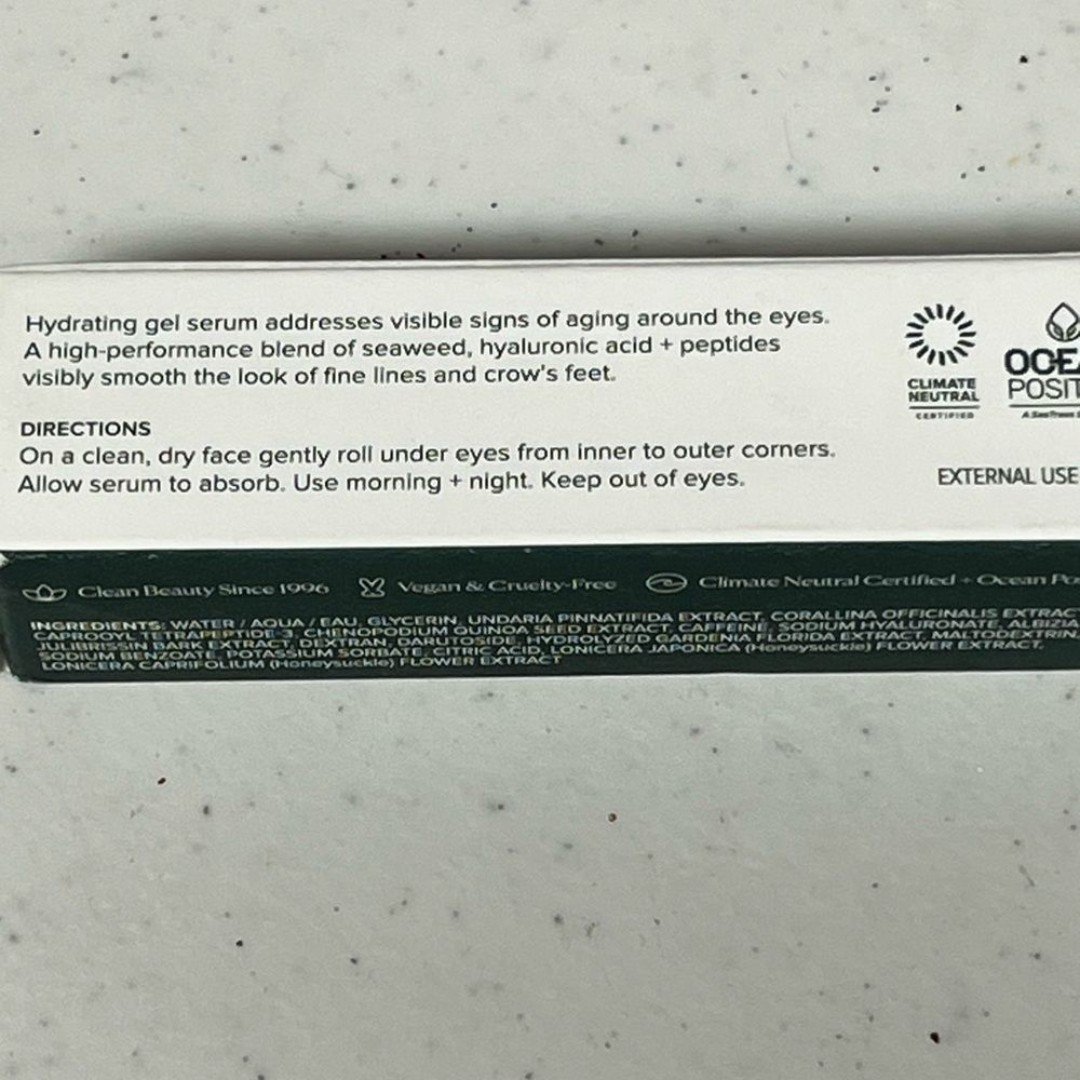 Hydrating gel serum addresses visible signs of aging around the eyes.
A high-performance blend of seaweed, hyaluronic acid + peptides
visibly smooth the look of fine lines and crow's feet.
DIRECTIONS
On a clean, dry face gently roll under eyes from inner to outer corners.
Allow serum to absorb. Use morning + night. Keep out of eyes.
CLIMATE
NEUTRAL
CERTIFIED
OCEA
POSIT
EXTERNAL USE
Clean Beauty Since 1996
Vegan & Cruelty-Free
Climate Neutral Certified + Ocean Po
INGREDIENTS: WATER / AQUA / EAU, GLYCERIN, UNDARIA PINNATIFIDA EXTRACT, CORALLINA OFFICINALIS EXTRAC
CAPROOYL TETRAPEPTIDE-3, CHENOPODIUM QUINOA SEED EXTRACT, CAFFEINE, SODIUM HYALURONATE, ALBIZIA
JULIBRISSIN BARK EXTRACT, DEXTRAN, DARUTOSIDE, HYDROLYZED GARDENIA FLORIDA EXTRACT, MALTODEXTRIN,
SODIUM BENZOATE, POTASSIUM SORBATE, CITRIC ACID, LONICERA JAPONICA (Honeysuckle) FLOWER EXTRACT,
LONICERA CAPRIFOLIUM (Honeysuckle) FLOWER EXTRACT